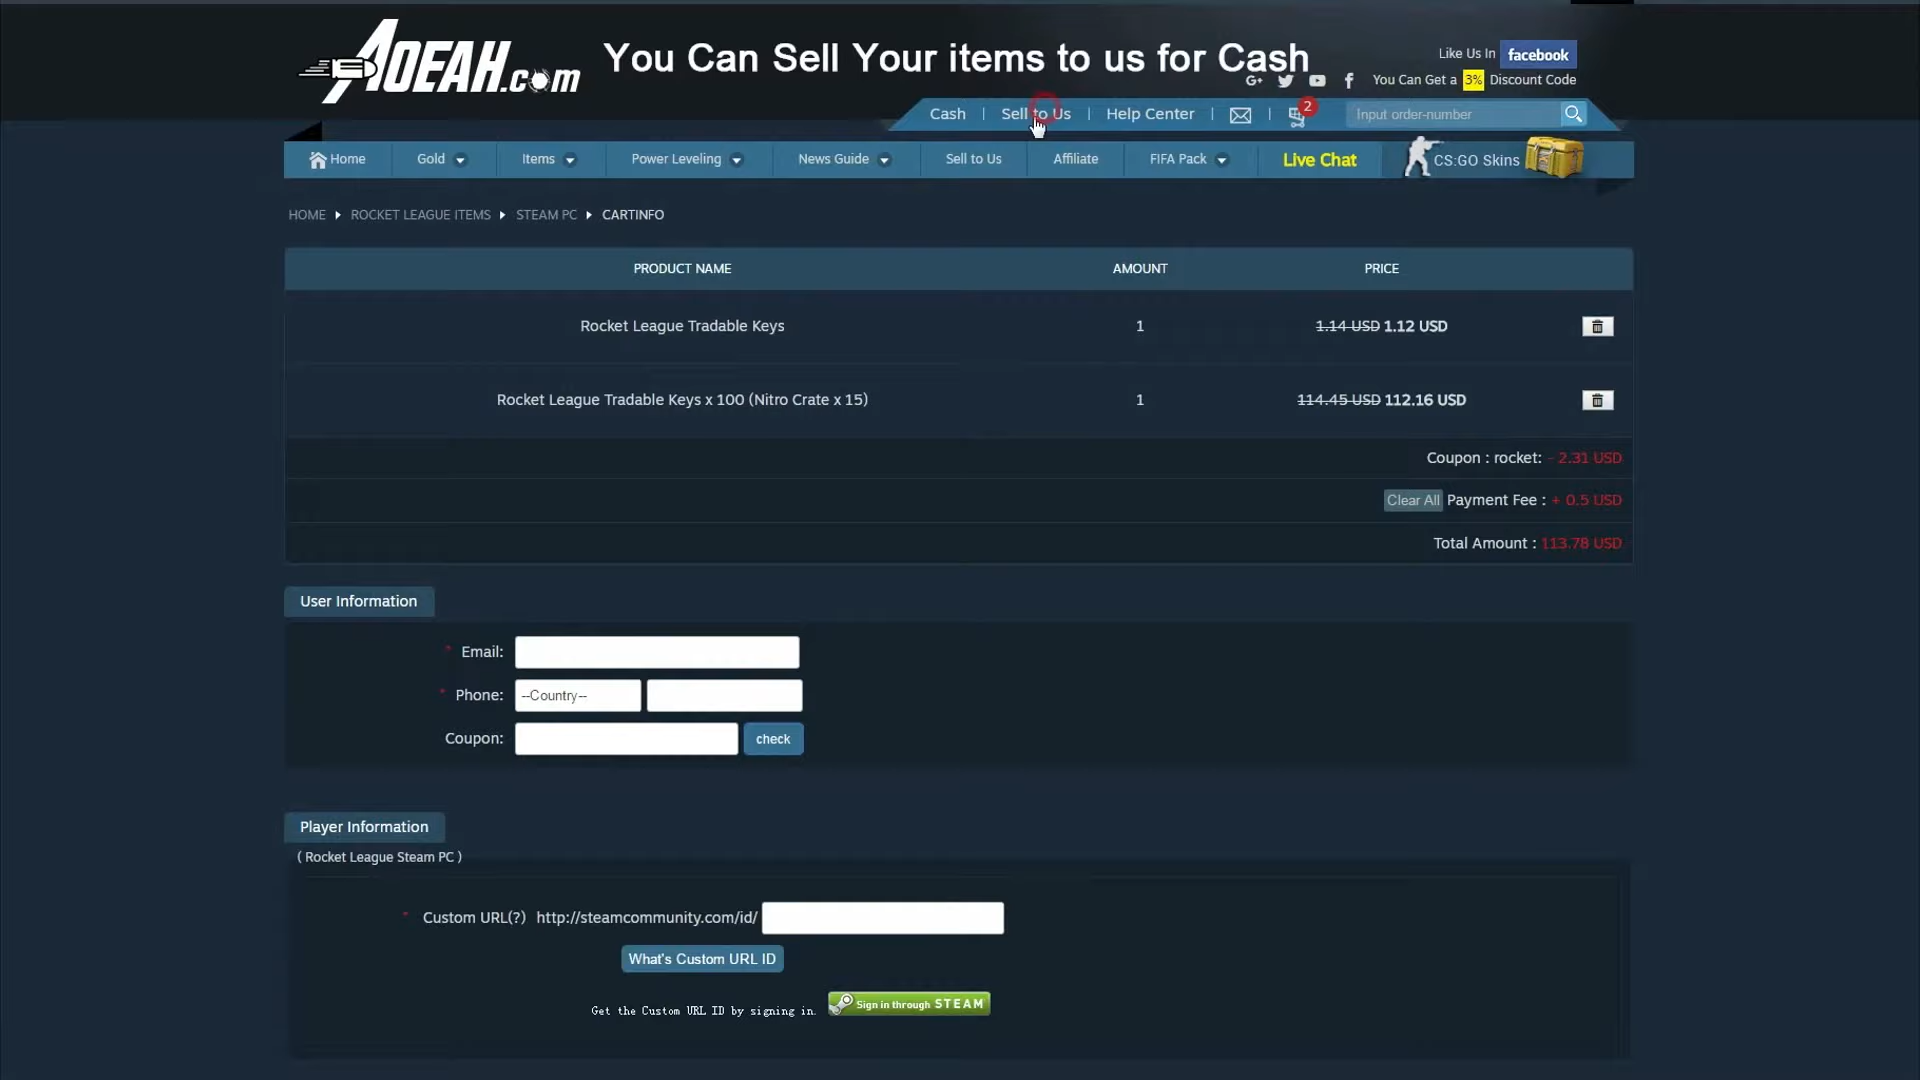 AOEAH.com
You Can Sell Your items to us for Cash
Like Us In facebook
G+ You Can Get a 3% Discount Code
Cash | Sell to Us | Help Center | | 2 Input order-number
Home Gold Items Power Leveling News Guide Sell to Us Affiliate FIFA Pack Live Chat CS:GO Skins
HOME ROCKET LEAGUE ITEMS STEAM PC CARTINFO
PRODUCT NAME AMOUNT PRICE
Rocket League Tradable Keys 1 1.14 USD 1.12 USD
Rocket League Tradable Keys x 100 (Nitro Crate x 15) 1 114.45 USD 112.16 USD
Coupon : rocket: - 2.31 USD
Clear All Payment Fee : + 0.5 USD
Total Amount : 113.78 USD
User Information
* Email:
* Phone: --Country--
Coupon: check
Player Information
( Rocket League Steam PC )
* Custom URL(?) http://steamcommunity.com/id/
What's Custom URL ID
Get the Custom URL ID by signing in. Sign in through STEAM